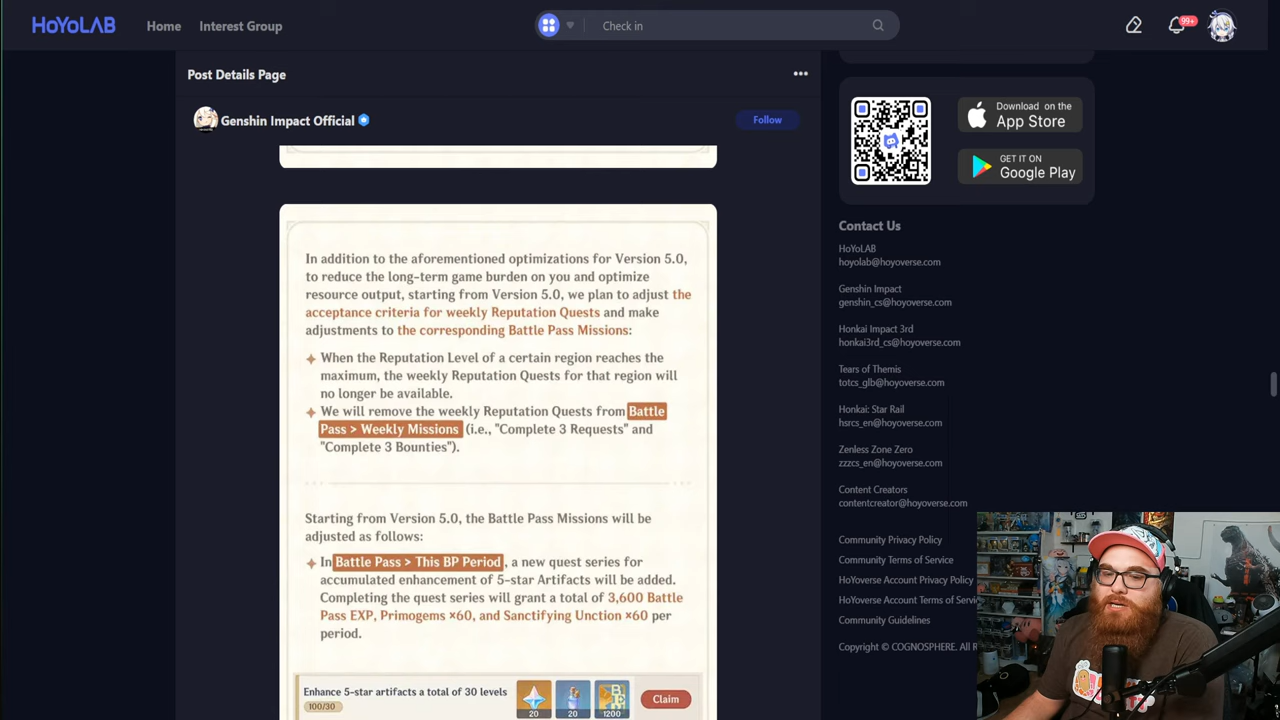 HoYoLAB
Home
Interest Group
Check in
99+
Post Details Page
Genshin Impact Official
Follow
In addition to the aforementioned optimizations for Version 5.0,
to reduce the long-term game burden on you and optimize
resource output, starting from Version 5.0, we plan to adjust the
acceptance criteria for weekly Reputation Quests and make
adjustments to the corresponding Battle Pass Missions:
When the Reputation Level of a certain region reaches the
maximum, the weekly Reputation Quests for that region will
no longer be available.
We will remove the weekly Reputation Quests from Battle
Pass > Weekly Missions (i.e., "Complete 3 Requests" and
"Complete 3 Bounties").
Starting from Version 5.0, the Battle Pass Missions will be
adjusted as follows:
In Battle Pass > This BP Period, a new quest series for
accumulated enhancement of 5-star Artifacts will be added.
Completing the quest series will grant a total of 3,600 Battle
Pass EXP, Primogems ×60, and Sanctifying Unction ×60 per
period.
Enhance 5-star artifacts a total of 30 levels
100/30
20
20
1200
Claim
Download on the
App Store
GET IT ON
Google Play
Contact Us
HoYoLAB
hoyolab@hoyoverse.com
Genshin Impact
genshin_cs@hoyoverse.com
Honkai Impact 3rd
honkai3rd_cs@hoyoverse.com
Tears of Themis
totcs_glb@hoyoverse.com
Honkai: Star Rail
hsrcs_en@hoyoverse.com
Zenless Zone Zero
zzzcs_en@hoyoverse.com
Content Creators
contentcreator@hoyoverse.com
Community Privacy Policy
Community Terms of Service
HoYoverse Account Privacy Policy
HoYoverse Account Terms of Servic
Community Guidelines
Copyright © COGNOSPHERE. All R